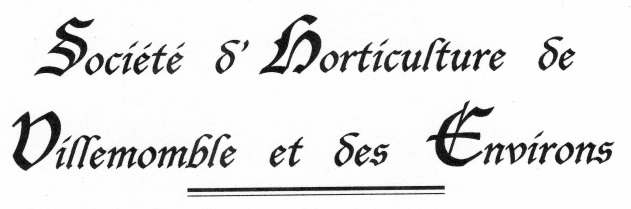 Société d'Horticulture de
Villemomble et des Environs